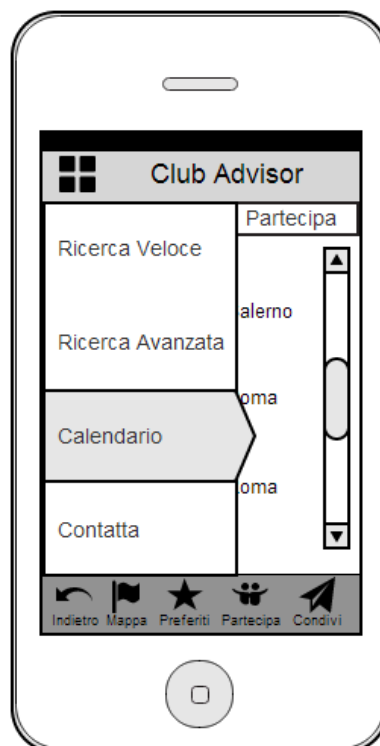 Club Advisor
Partecipa
Ricerca Veloce
alerno
Ricerca Avanzata
oma
Calendario
oma
Contatta
Indietro Mappa Preferiti Partecipa Condivi